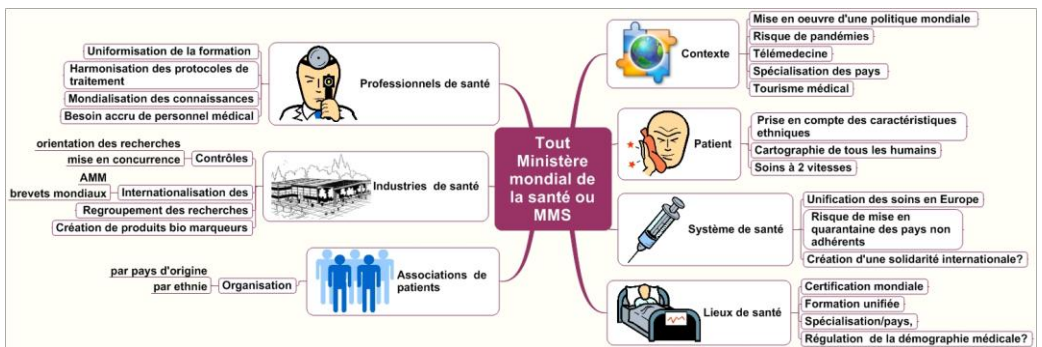 Tout
Ministère
mondial de
la santé ou
MMS
Contexte
Mise en oeuvre d'une politique mondiale
Risque de pandémies
Télémedecine
Spécialisation des pays
Tourisme médical
Patient
Prise en compte des caractéristiques
ethniques
Cartographie de tous les humains
Soins à 2 vitesses
Système de santé
Unification des soins en Europe
Risque de mise en
quarantaine des pays non
adhérents
Création d'une solidarité internationale?
Lieux de santé
Certification mondiale
Formation unifiée
Spécialisation/pays,
Régulation de la démographie médicale?
Professionnels de santé
Uniformisation de la formation
Harmonisation des protocoles de
traitement
Mondialisation des connaissances
Besoin accru de personnel médical
Industries de santé
Contrôles
orientation des recherches
mise en concurrence
Internationalisation des
AMM
brevets mondiaux
Regroupement des recherches
Création de produits bio marqueurs
Associations de
patients
Organisation
par pays d'origine
par ethnie